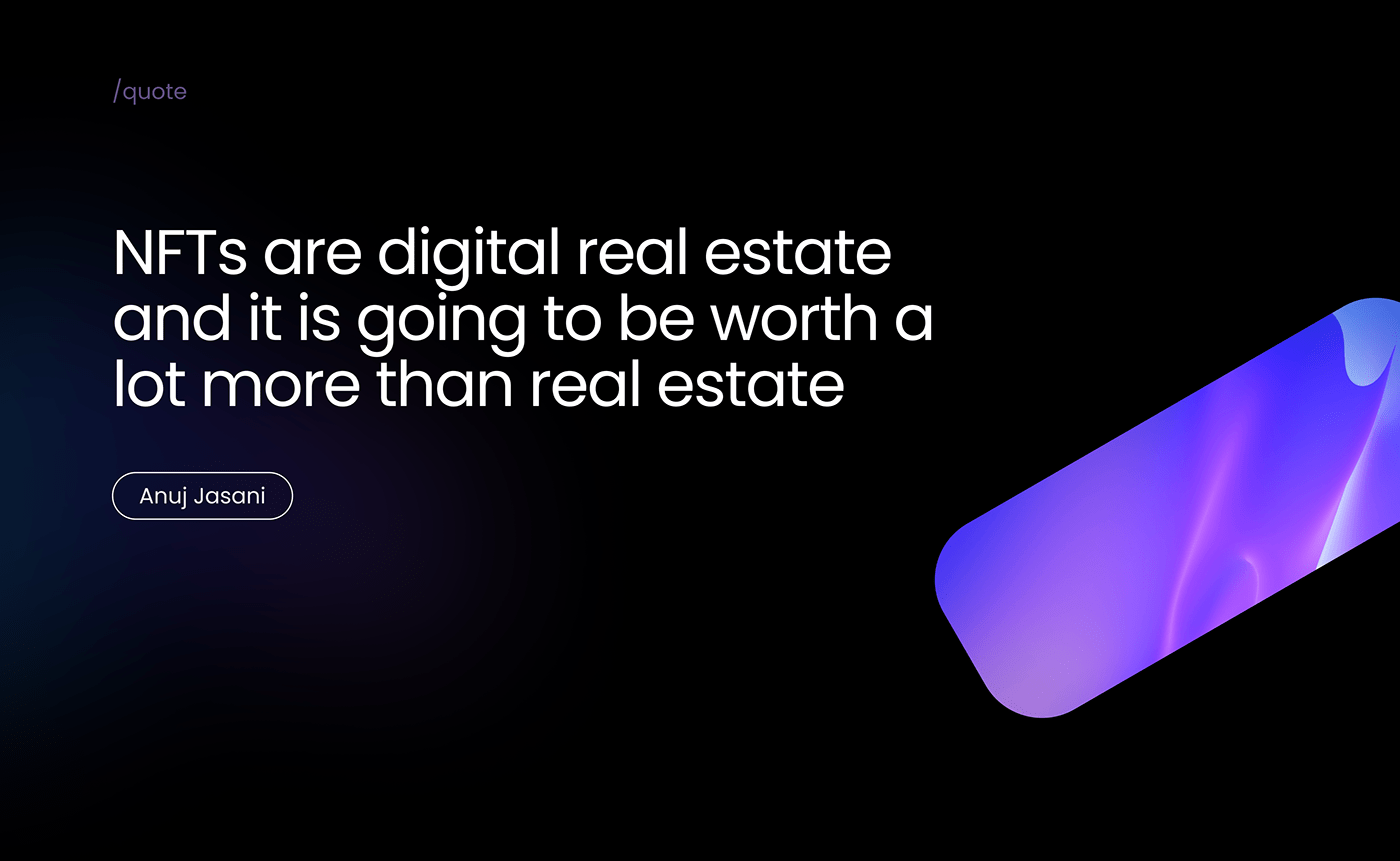 /quote
NFTs are digital real estate
and it is going to be worth a
lot more than real estate
Anuj Jasani